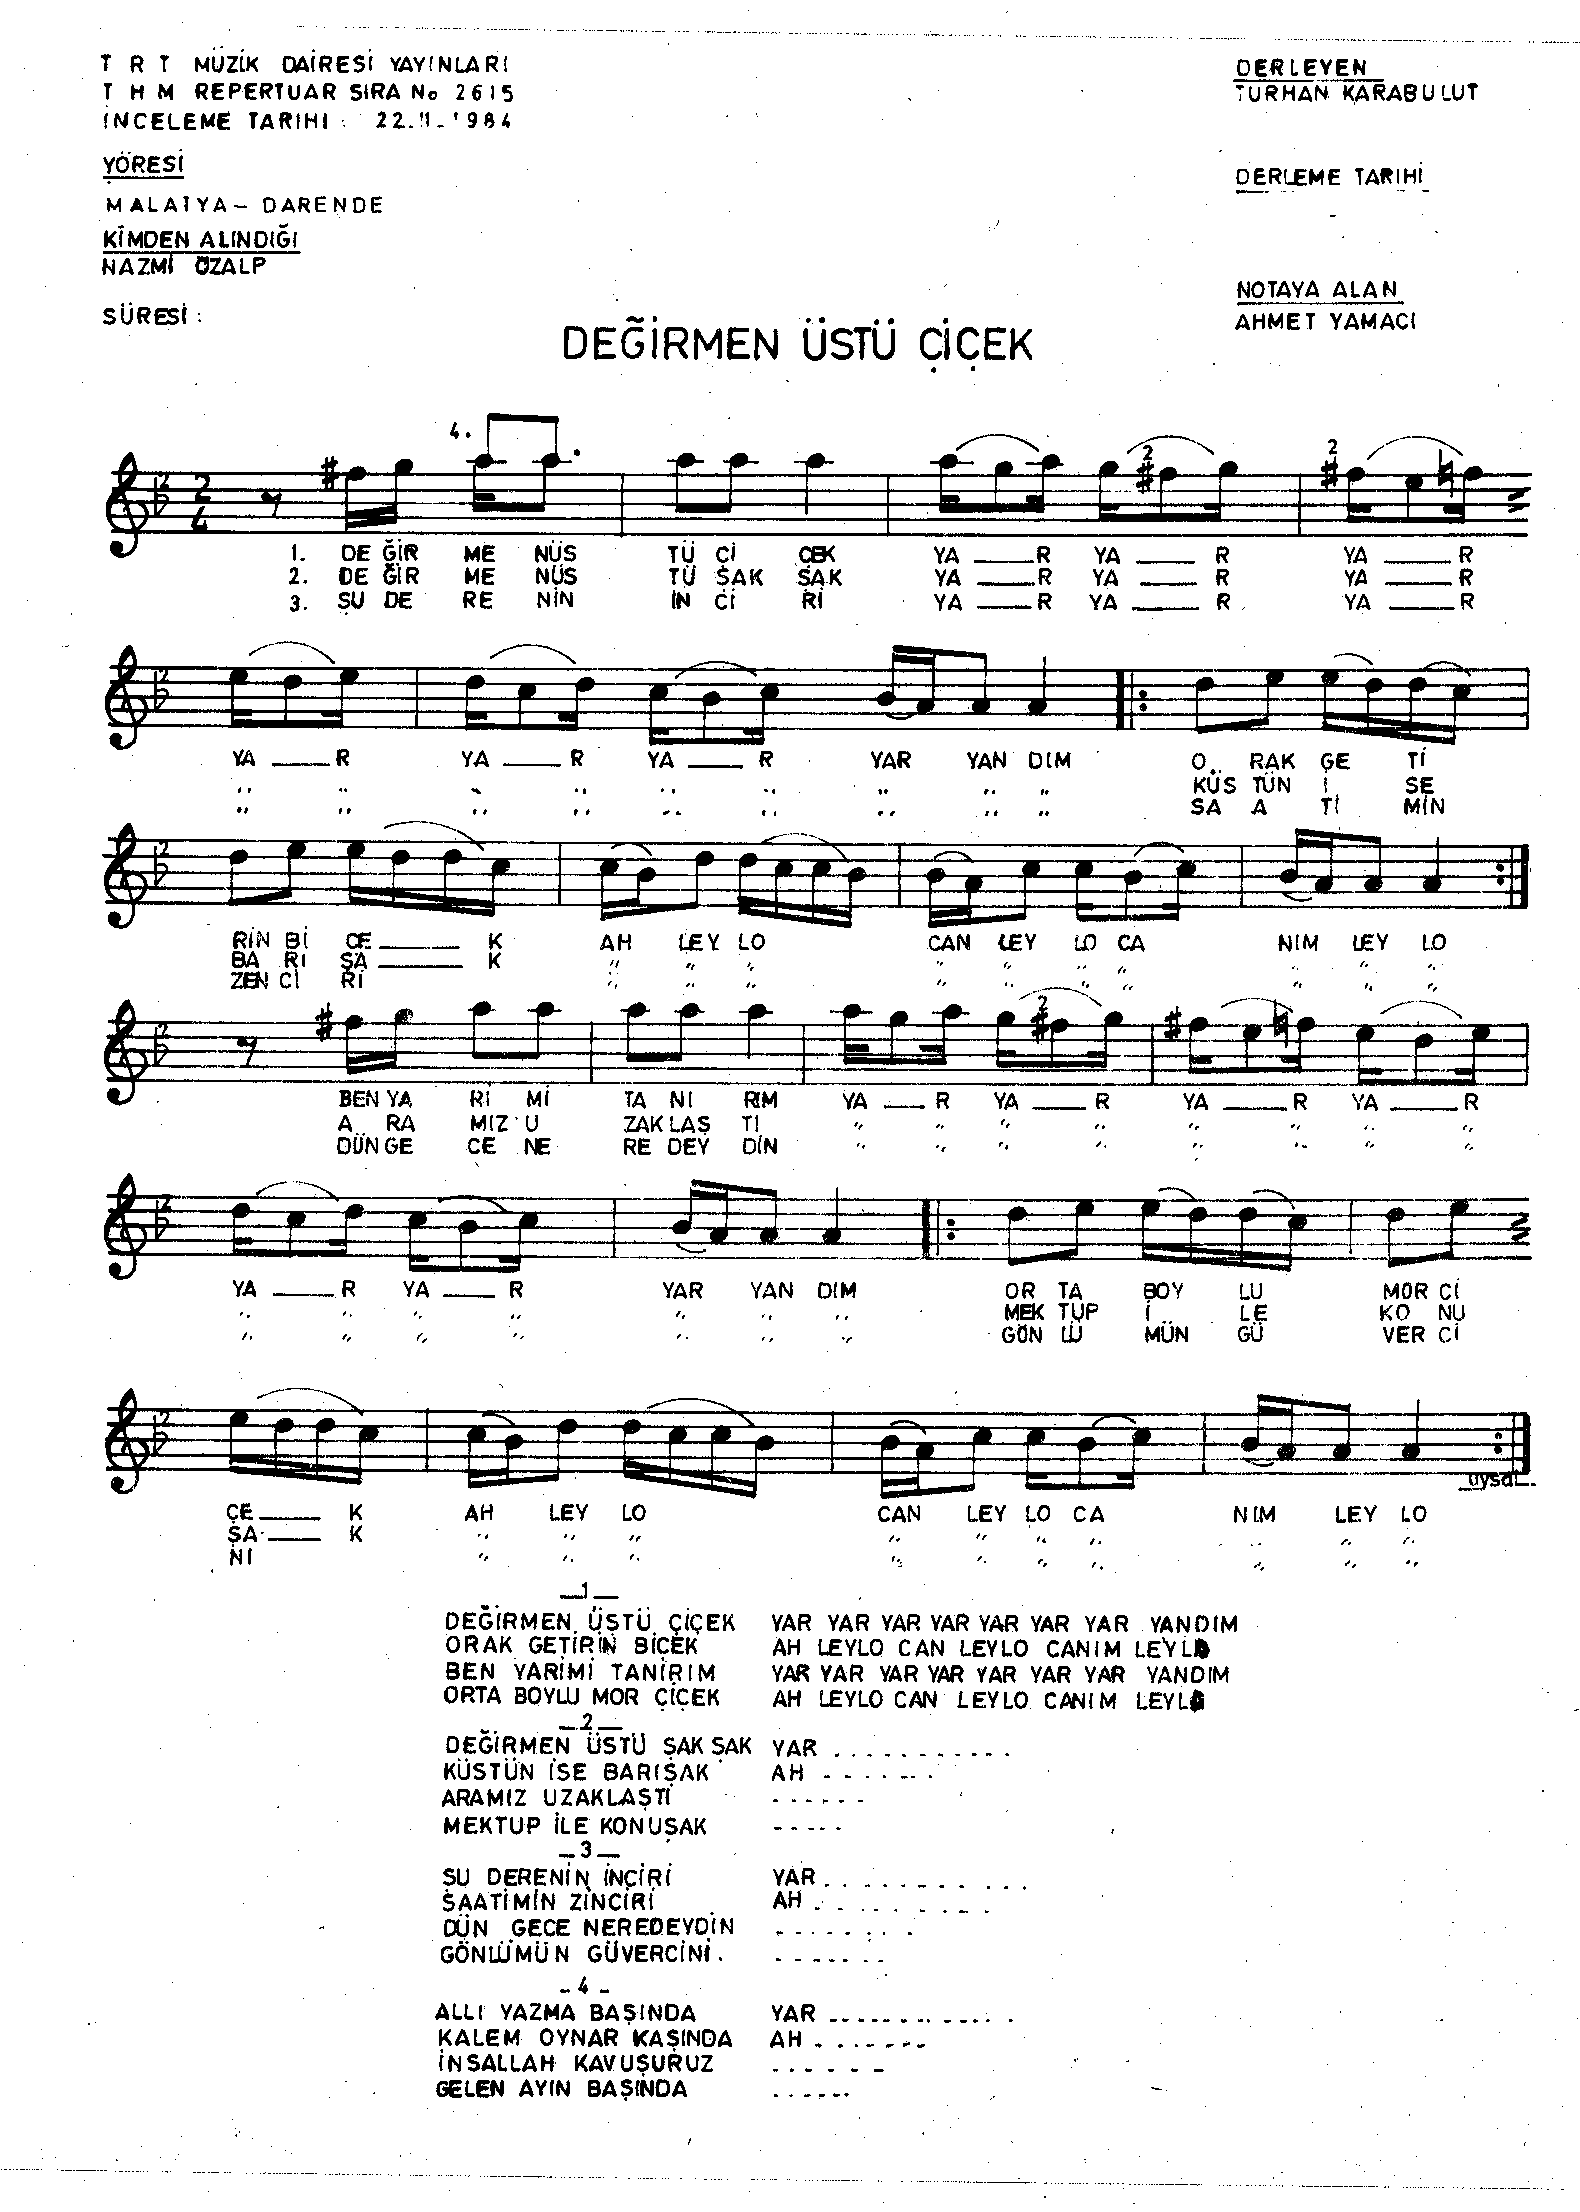 T R T MÜZİK DAİRESİ YAYINLARI
T H M REPERTUAR SIRA No 2615
İNCELEME TARIHI : 22.11.1984
YÖRESİ
MALATYA - DARENDE
KİMDEN ALINDIĞI
NAZMİ ÖZALP
SÜRESİ :
DERLEYEN
TURHAN KARABULUT
DERLEME TARIHİ
NOTAYA ALAN
AHMET YAMACI
DEĞİRMEN ÜSTÜ ÇİÇEK
4.
2
2
2
4
1. DE ĞİR ME NÜS TÜ Çİ ÇEK YA R YA R YA R
2. DE ĞİR ME NÜS TÜ ŞAK ŞAK YA R YA R YA R
3. ŞU DE RE NİN İN Cİ Rİ YA R YA R YA R
YA R YA R YA R YAR YAN DIM O RAK GE Tİ
KÜS TÜN İ SE
SA A Tİ MİN
RİN Bİ ÇE K AH LEY LO CAN LEY LO CA NIM LEY LO
BA RI ŞA K
ZEN Cİ Rİ
2
BEN YA Rİ Mİ TA NI RIM YA R YA R YA R YA R
A RA MIZ U ZAK LAŞ TI
DÜN GE CE NE RE DEY DİN
YA R YA R YAR YAN DIM OR TA BOY LU MOR Çİ
MEK TUP İ LE KO NU
GÖN LÜ MÜN GÜ VER Cİ
uysal
ÇE K AH LEY LO CAN LEY LO CA NIM LEY LO
ŞA K
Nİ
_1_
DEĞİRMEN ÜSTÜ ÇİÇEK YAR YAR YAR YAR YAR YAR YAR YANDIM
ORAK GETİRİN BİÇEK AH LEYLO CAN LEYLO CANIM LEYLO
BEN YARİMİ TANIRIM YAR YAR YAR YAR YAR YAR YAR YANDIM
ORTA BOYLU MOR ÇİÇEK AH LEYLO CAN LEYLO CANIM LEYLO
_2_
DEĞİRMEN ÜSTÜ ŞAK ŞAK YAR ...........
KÜSTÜN İSE BARIŞAK AH .......
ARAMIZ UZAKLAŞTI ......
MEKTUP İLE KONUŞAK .....
_3_
ŞU DERENİN İNCİRİ YAR ...........
SAATİMİN ZİNCİRİ AH .........
DÜN GECE NEREDEYDİN .......
GÖNLÜMÜN GÜVERCİNİ. ......
_4_
ALLI YAZMA BAŞINDA YAR ...........
KALEM OYNAR KAŞINDA AH .......
İNŞALLAH KAVUŞURUZ ......
GELEN AYIN BAŞINDA ......